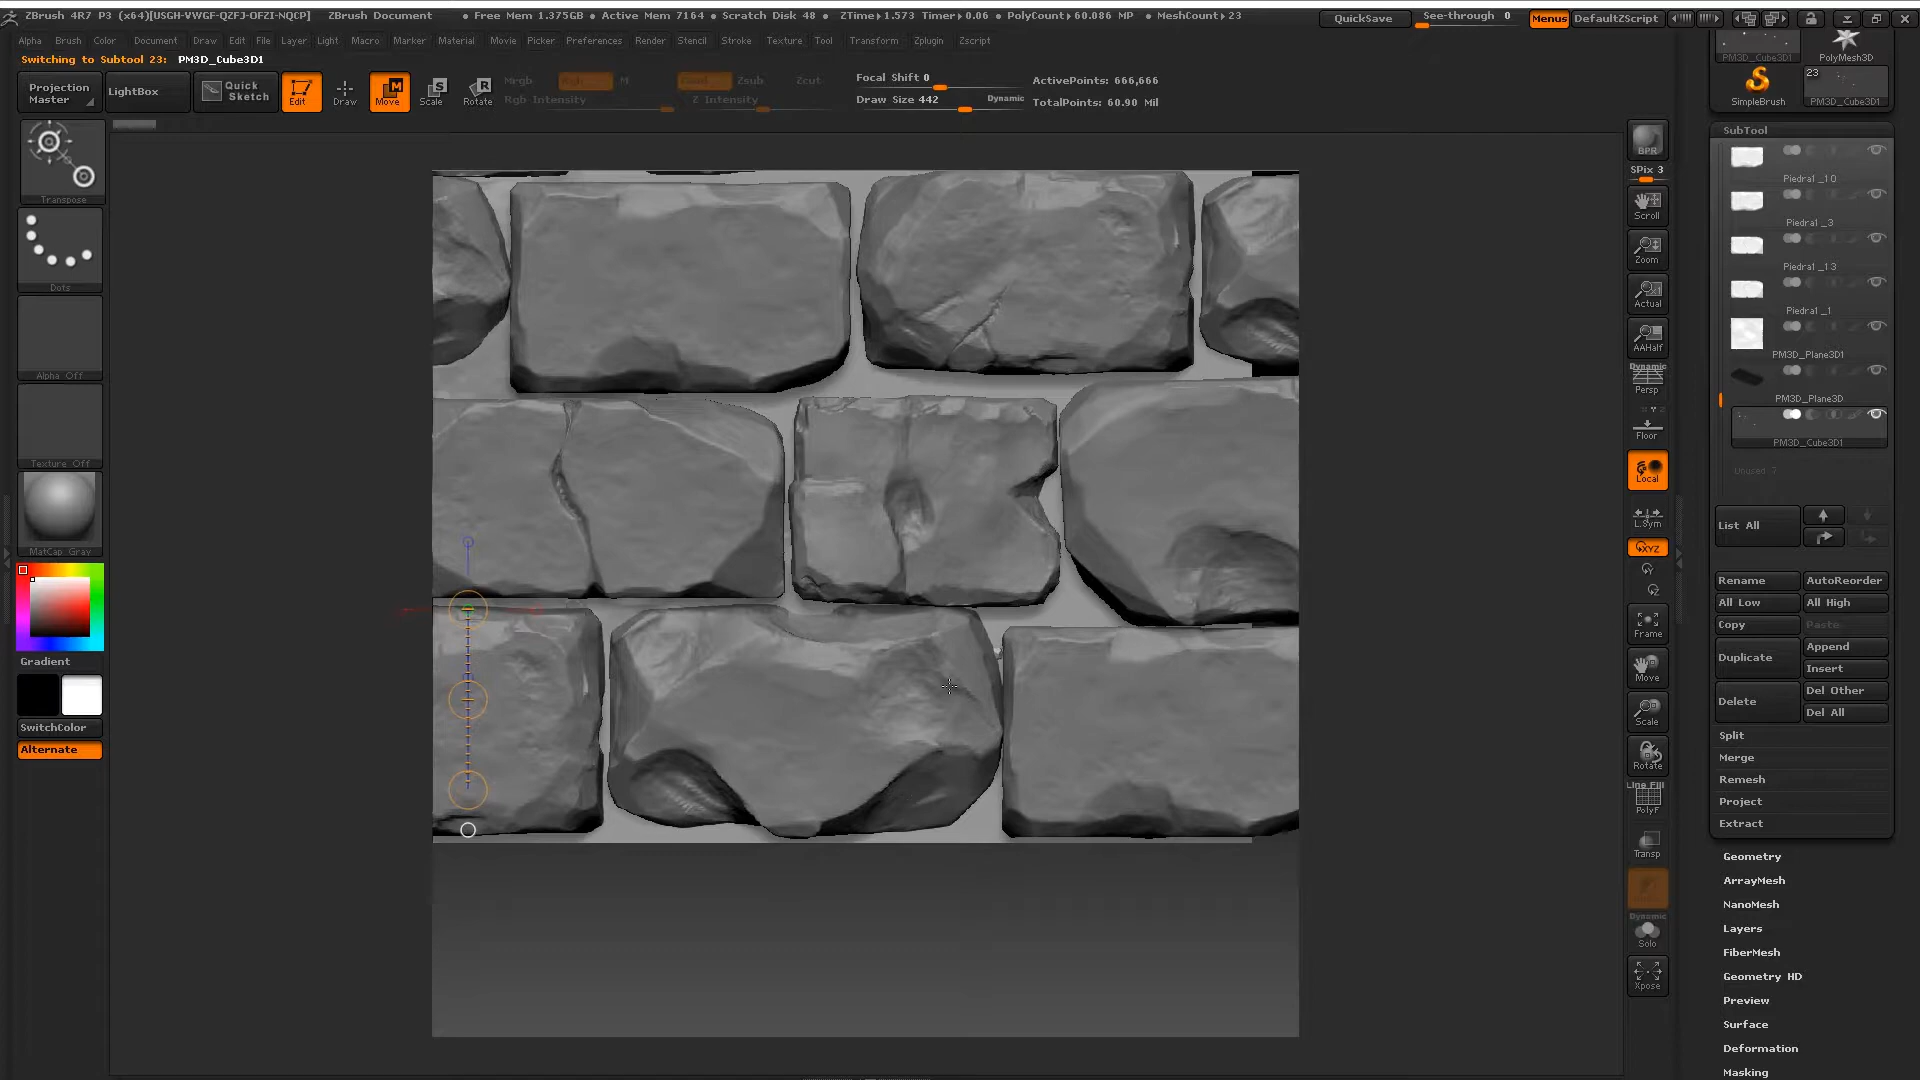 ZBrush 4R7 P3 (x64)[USGH-VWGF-QZFJ-OFZI-NQCP] ZBrush Document • Free Mem 1.375GB • Active Mem 7164 • Scratch Disk 48 • ZTime▸1.573 Timer▸0.06 • PolyCount▸60.086 MP • MeshCount▸23 QuickSave See-through 0 Menus DefaultZScript
Alpha Brush Color Document Draw Edit File Layer Light Macro Marker Material Movie Picker Preferences Render Stencil Stroke Texture Tool Transform Zplugin Zscript
Switching to Subtool 23: PM3D_Cube3D1
Projection Master
LightBox
Quick Sketch
Edit
Draw
Move
Scale
Rotate
Mrgb M
Rgb Intensity
Zsub Zcut
Z Intensity
Focal Shift 0
Draw Size 442 Dynamic
ActivePoints: 666,666
TotalPoints: 60.90 Mil
Transpose
Dots
Alpha Off
Texture Off
MatCap Gray
Gradient
SwitchColor
Alternate
BPR
SPix 3
Scroll
Zoom
Actual
AAHalf
Dynamic
Persp
Floor
Local
L.Sym
XYZ
Frame
Move
Scale
Rotate
Line Fill
PolyF
Transp
Dynamic
Solo
Xpose
PM3D_Cube3D1 PolyMesh3D
23
SimpleBrush PM3D_Cube3D1
SubTool
Piedra1_10
Piedra1_3
Piedra1_13
Piedra1_1
PM3D_Plane3D1
PM3D_Plane3D
PM3D_Cube3D1
Unused 7
List All
Rename AutoReorder
All Low All High
Copy Paste
Duplicate Append
Insert
Delete Del Other
Del All
Split
Merge
Remesh
Project
Extract
Geometry
ArrayMesh
NanoMesh
Layers
FiberMesh
Geometry HD
Preview
Surface
Deformation
Masking